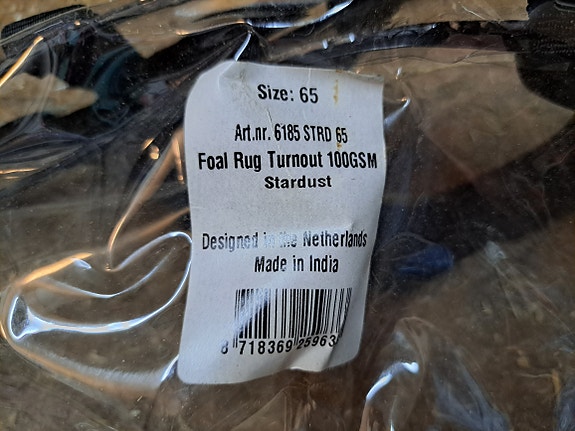 Size: 65
Art.nr. 6185 STRD 65
Foal Rug Turnout 100GSM
Stardust
Designed in the Netherlands
Made in India
8 718369 25963